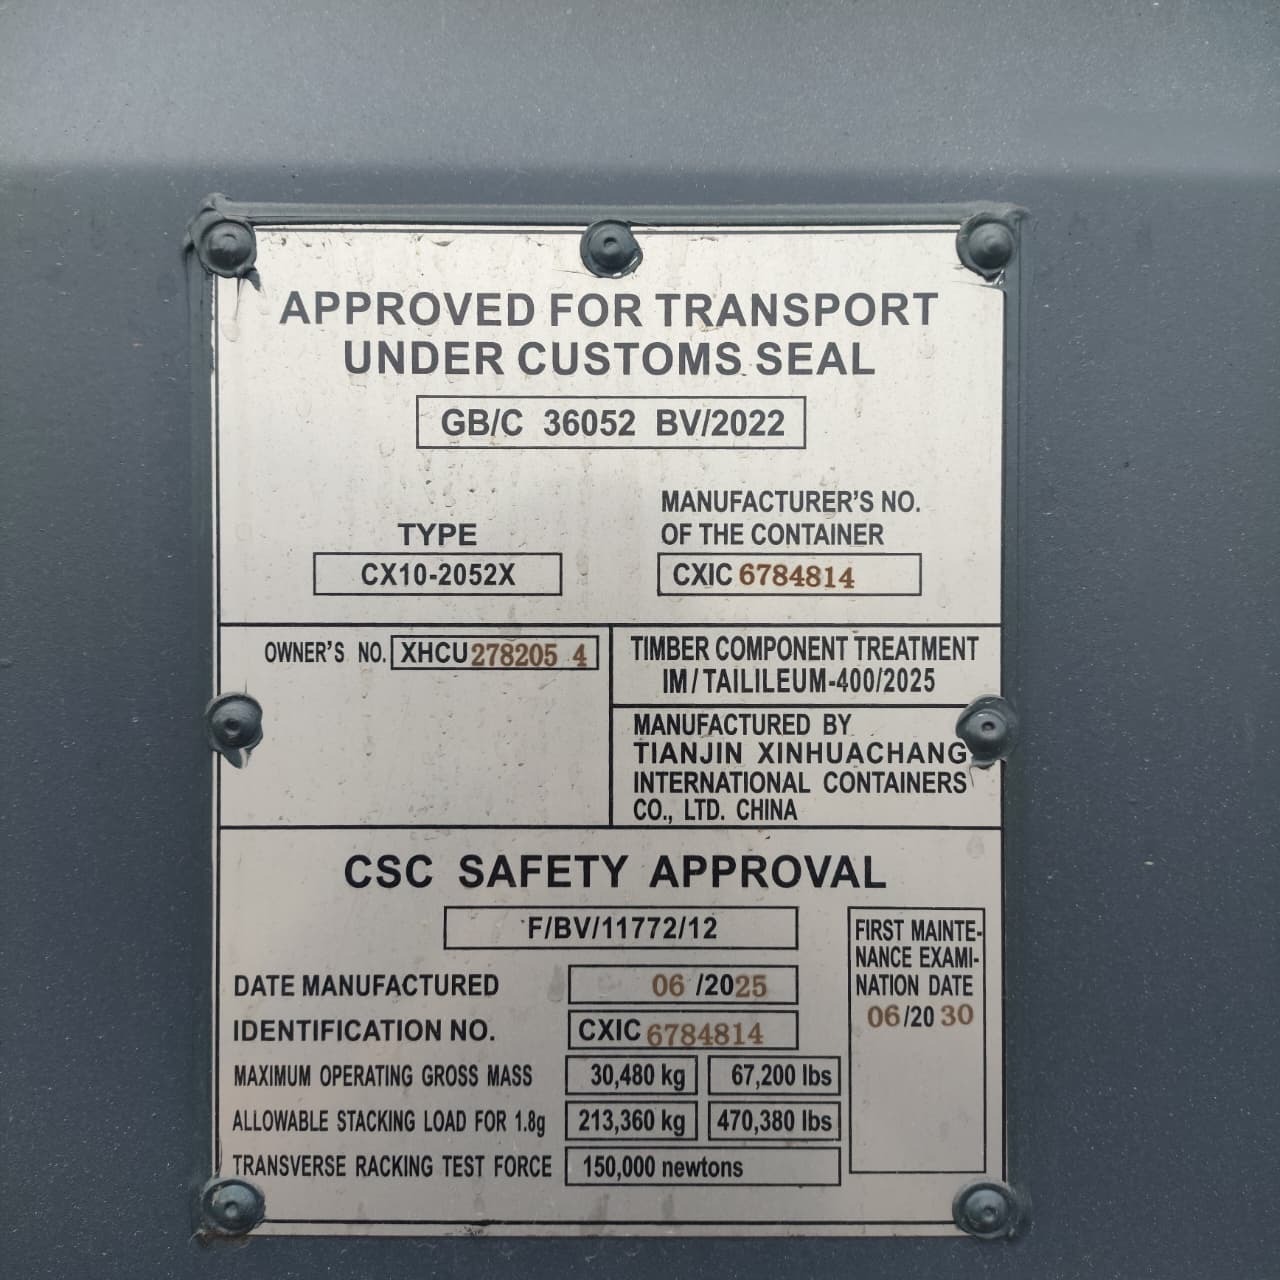 APPROVED FOR TRANSPORT
UNDER CUSTOMS SEAL
GB/C 36052 BV/2022
TYPE
CX10-2052X
MANUFACTURER'S NO.
OF THE CONTAINER
CXIC 6784814
OWNER'S NO. XHCU 278205 4
TIMBER COMPONENT TREATMENT
IM/TAILILEUM-400/2025
MANUFACTURED BY
TIANJIN XINHUACHANG
INTERNATIONAL CONTAINERS
CO., LTD. CHINA
CSC SAFETY APPROVAL
F/BV/11772/12
DATE MANUFACTURED 06 /2025
IDENTIFICATION NO. CXIC 6784814
MAXIMUM OPERATING GROSS MASS 30,480 kg 67,200 lbs
ALLOWABLE STACKING LOAD FOR 1.8g 213,360 kg 470,380 lbs
TRANSVERSE RACKING TEST FORCE 150,000 newtons
FIRST MAINTE-
NANCE EXAMI-
NATION DATE
06/20 30